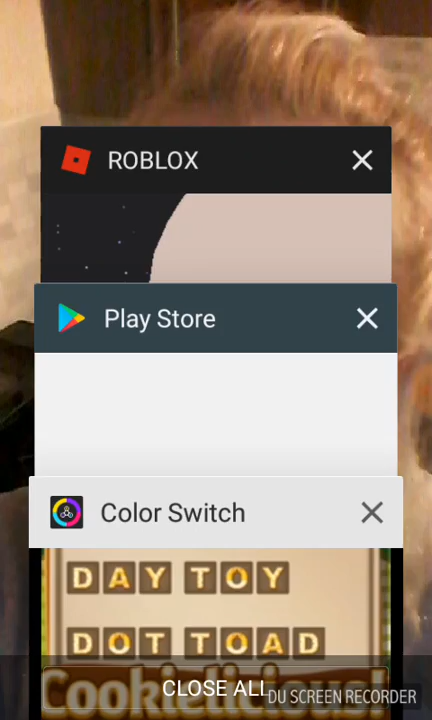 ROBLOX
Play Store
Color Switch
DAY TOY
DOT TOAD
Cookielicious!
CLOSE ALL
DU SCREEN RECORDER